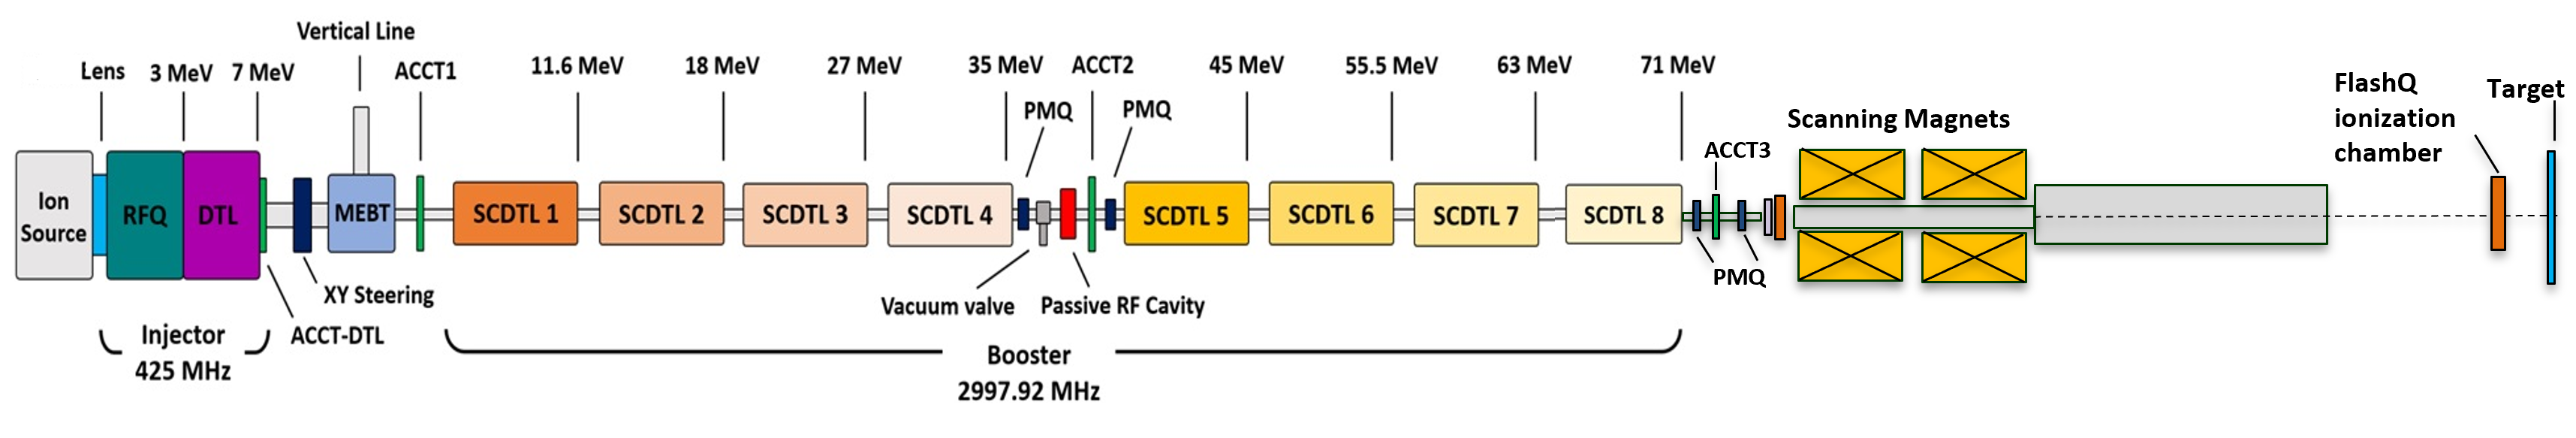 Vertical Line
Lens
3 MeV
7 MeV
ACCT1
11.6 MeV
18 MeV
27 MeV
35 MeV
ACCT2
45 MeV
55.5 MeV
63 MeV
71 MeV
PMQ
PMQ
Scanning Magnets
FlashQ
ionization
chamber
Target
ACCT3
Ion
Source
RFQ
DTL
MEBT
SCDTL 1
SCDTL 2
SCDTL 3
SCDTL 4
SCDTL 5
SCDTL 6
SCDTL 7
SCDTL 8
PMQ
XY Steering
Vacuum valve
Passive RF Cavity
ACCT-DTL
Injector
425 MHz
Booster
2997.92 MHz